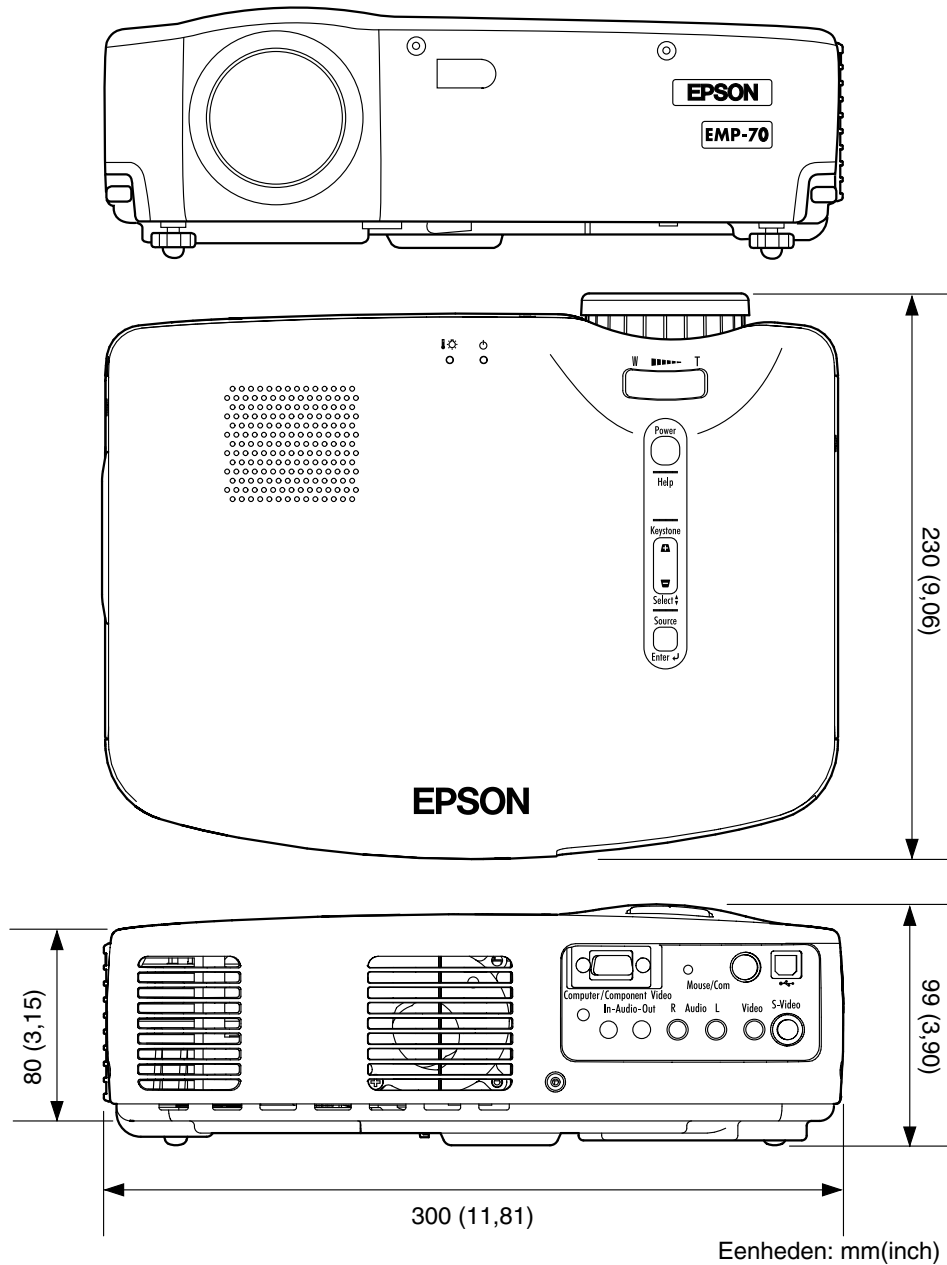 EPSON
EMP-70
W T
Power
Help
Keystone
Select
Source
Enter
EPSON
230 (9,06)
Mouse/Com
Computer/Component Video
In-Audio-Out R Audio L Video S-Video
80 (3,15)
99 (3,90)
300 (11,81)
Eenheden: mm(inch)